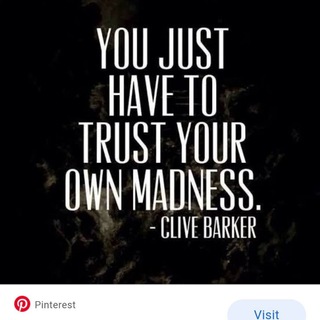 YOU JUST
HAVE TO
TRUST YOUR
OWN MADNESS.
- CLIVE BARKER
Pinterest
Visit